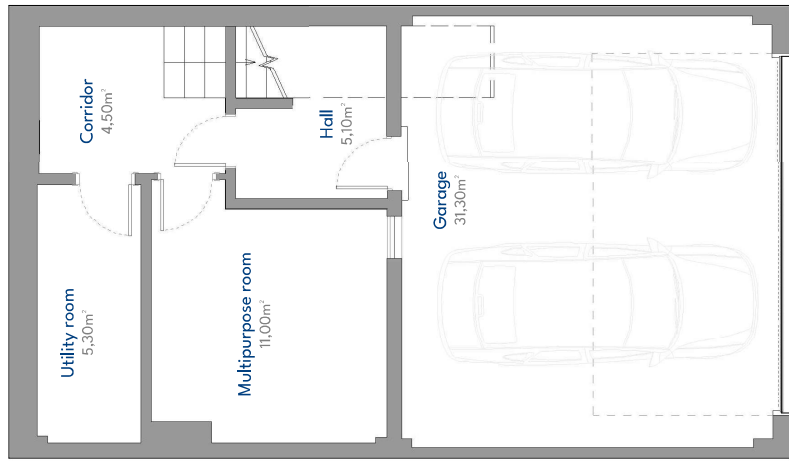 Corridor
4,50m²
Hall
5,10m²
Garage
31,30m²
Utility room
5,30m²
Multipurpose room
11,00m²